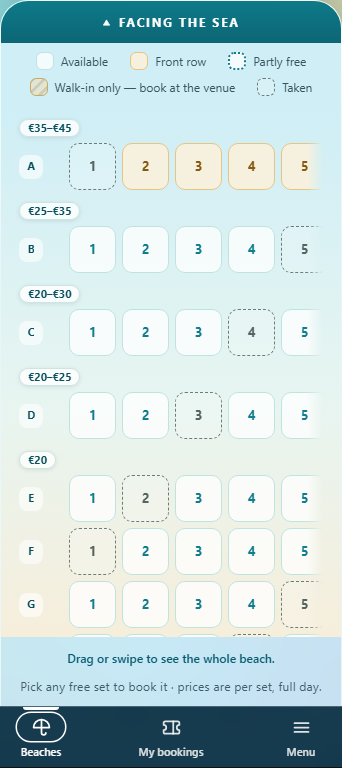 ▲ FACING THE SEA
Available Front row Partly free
Walk-in only — book at the venue Taken
€35–€45
A 1 2 3 4 5
€25–€35
B 1 2 3 4 5
€20–€30
C 1 2 3 4 5
€20–€25
D 1 2 3 4 5
€20
E 1 2 3 4 5
F 1 2 3 4 5
G 1 2 3 4 5
Drag or swipe to see the whole beach.
Pick any free set to book it · prices are per set, full day.
Beaches My bookings Menu